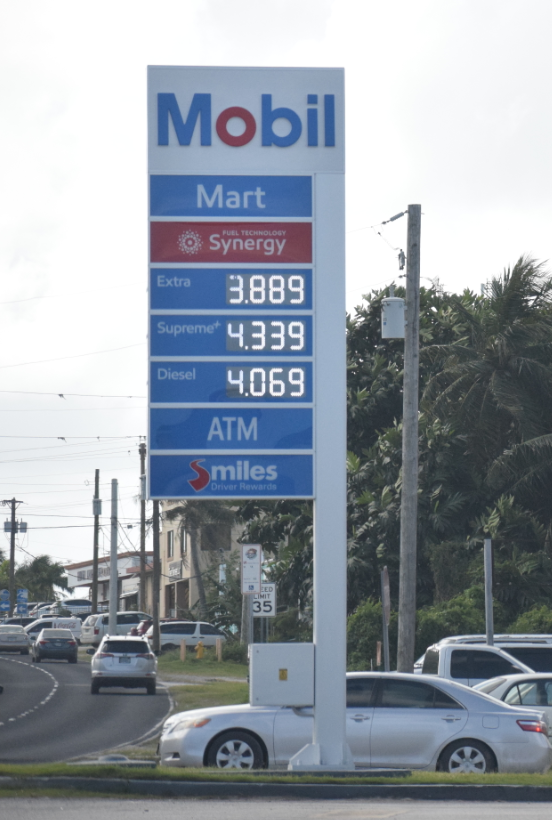 Mobil
Mart
FUEL TECHNOLOGY
Synergy
Extra 3.889
Supreme+ 4.339
Diesel 4.069
ATM
Smiles
Driver Rewards
SPEED
LIMIT
35